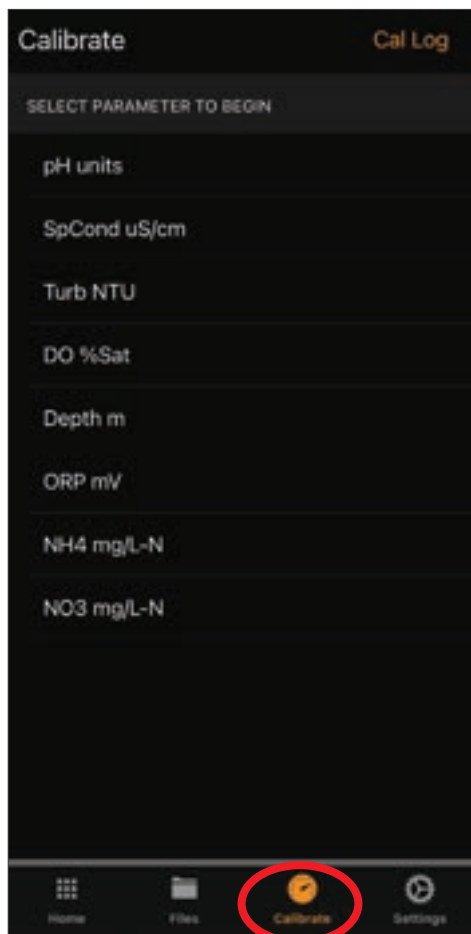 Calibrate Cal Log
SELECT PARAMETER TO BEGIN
pH units
SpCond uS/cm
Turb NTU
DO %Sat
Depth m
ORP mV
NH4 mg/L-N
NO3 mg/L-N
Home Files Calibrate Settings